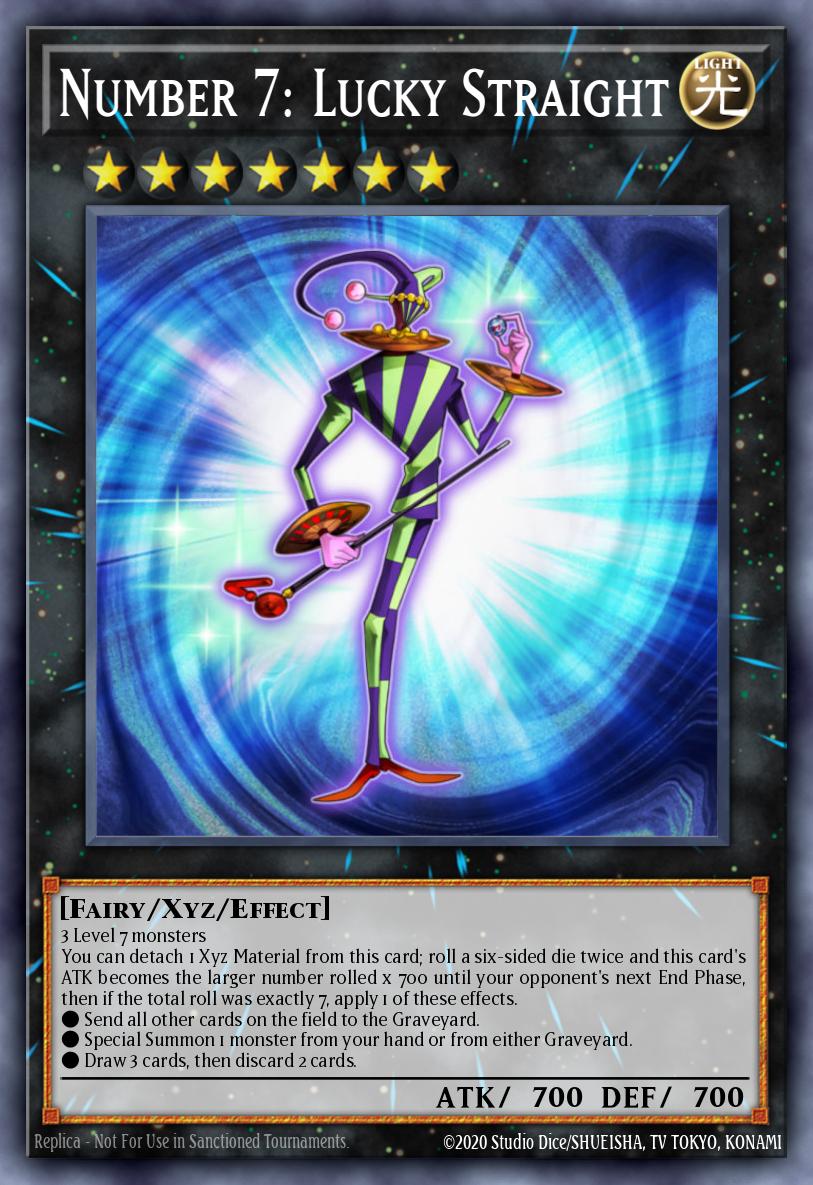 Number 7: Lucky Straight
LIGHT
光
[Fairy/Xyz/Effect]
3 Level 7 monsters
You can detach 1 Xyz Material from this card; roll a six-sided die twice and this card's
ATK becomes the larger number rolled x 700 until your opponent's next End Phase,
then if the total roll was exactly 7, apply 1 of these effects.
● Send all other cards on the field to the Graveyard.
● Special Summon 1 monster from your hand or from either Graveyard.
● Draw 3 cards, then discard 2 cards.
ATK/ 700 DEF/ 700
Replica - Not For Use in Sanctioned Tournaments.
©2020 Studio Dice/SHUEISHA, TV TOKYO, KONAMI